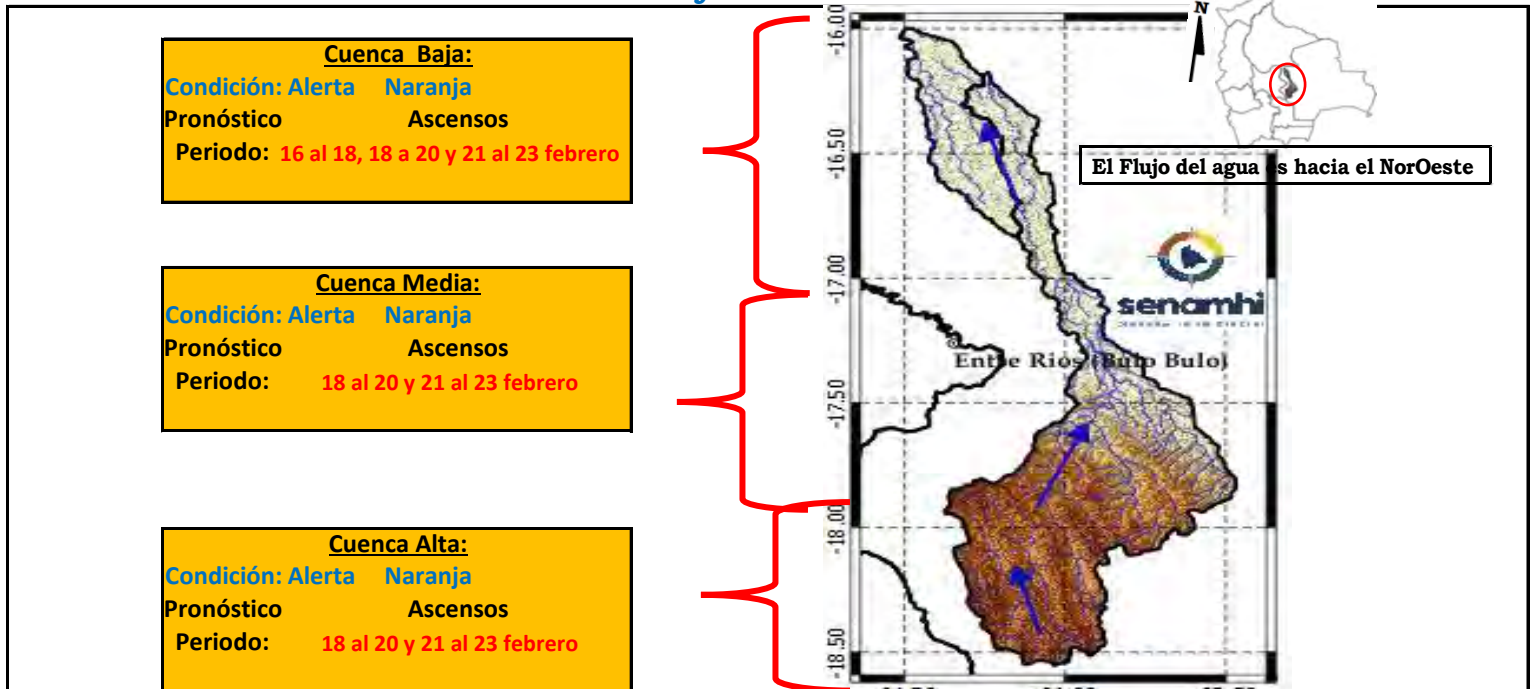 Cuenca Baja:
Condición: Alerta Naranja
Pronóstico Ascensos
Periodo: 16 al 18, 18 a 20 y 21 al 23 febrero
Cuenca Media:
Condición: Alerta Naranja
Pronóstico Ascensos
Periodo: 18 al 20 y 21 al 23 febrero
Cuenca Alta:
Condición: Alerta Naranja
Pronóstico Ascensos
Periodo: 18 al 20 y 21 al 23 febrero
N
El Flujo del agua es hacia el NorOeste
senamhi
Entre Rios (Bulo Bulo)
-16.00
-16.50
-17.00
-17.50
-18.00
-18.50